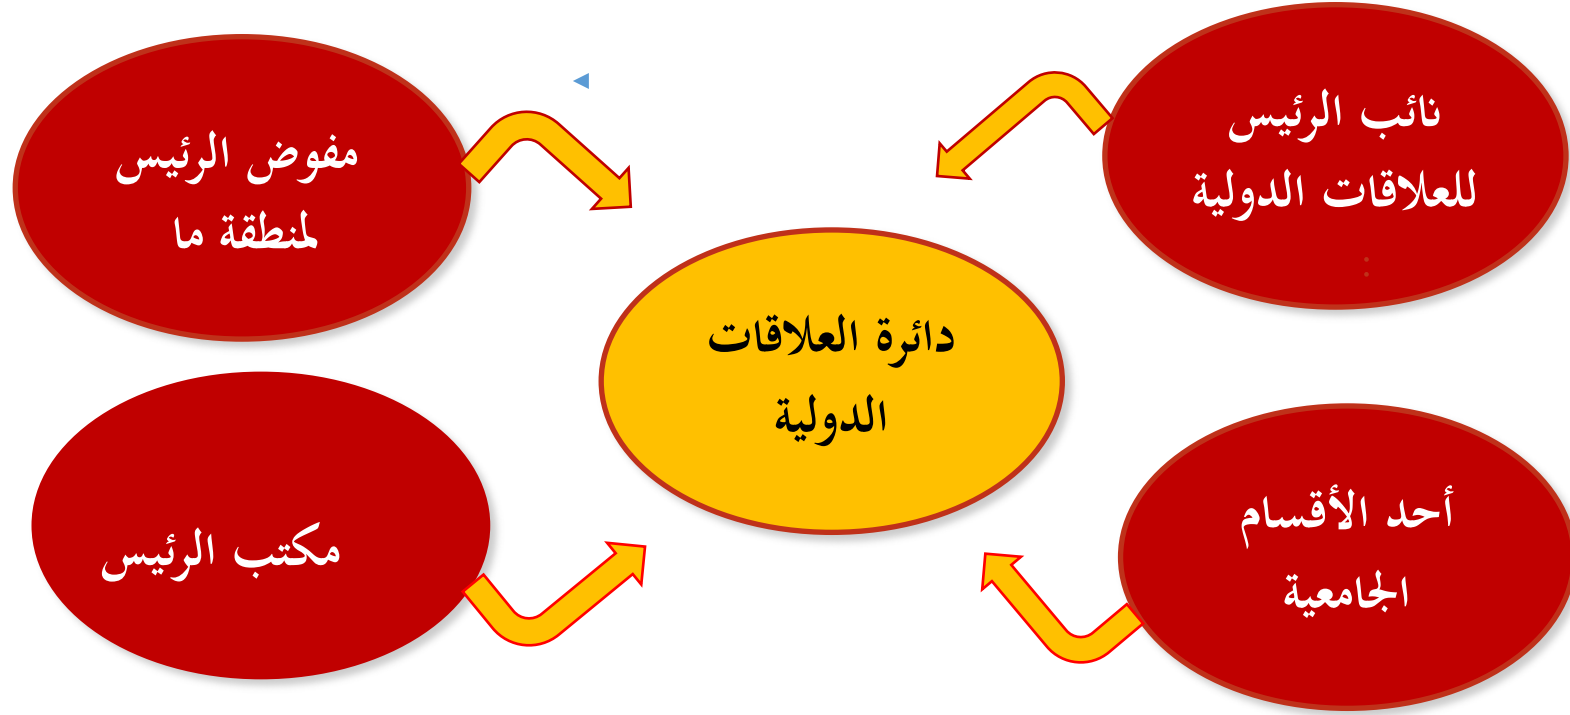 نائب الرئيس
للعلاقات الدولية
:
مفوض الرئيس
لمنطقة ما
دائرة العلاقات
الدولية
أحد الأقسام
الجامعية
مكتب الرئيس